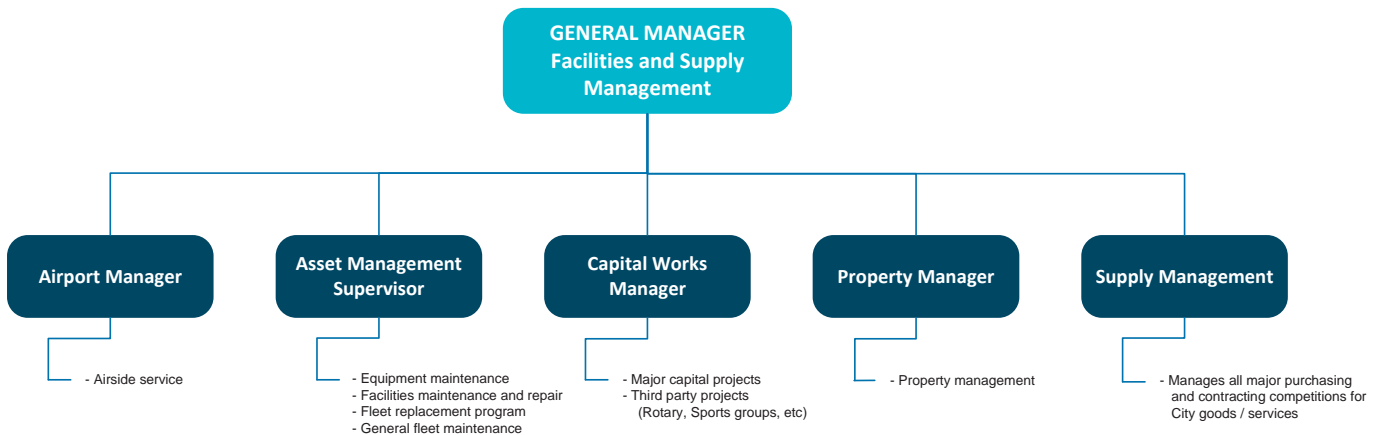 GENERAL MANAGER
Facilities and Supply
Management
Airport Manager
Asset Management
Supervisor
Capital Works
Manager
Property Manager
Supply Management
- Airside service
- Equipment maintenance
- Facilities maintenance and repair
- Fleet replacement program
- General fleet maintenance
- Major capital projects
- Third party projects
(Rotary, Sports groups, etc)
- Property management
- Manages all major purchasing
and contracting competitions for
City goods / services